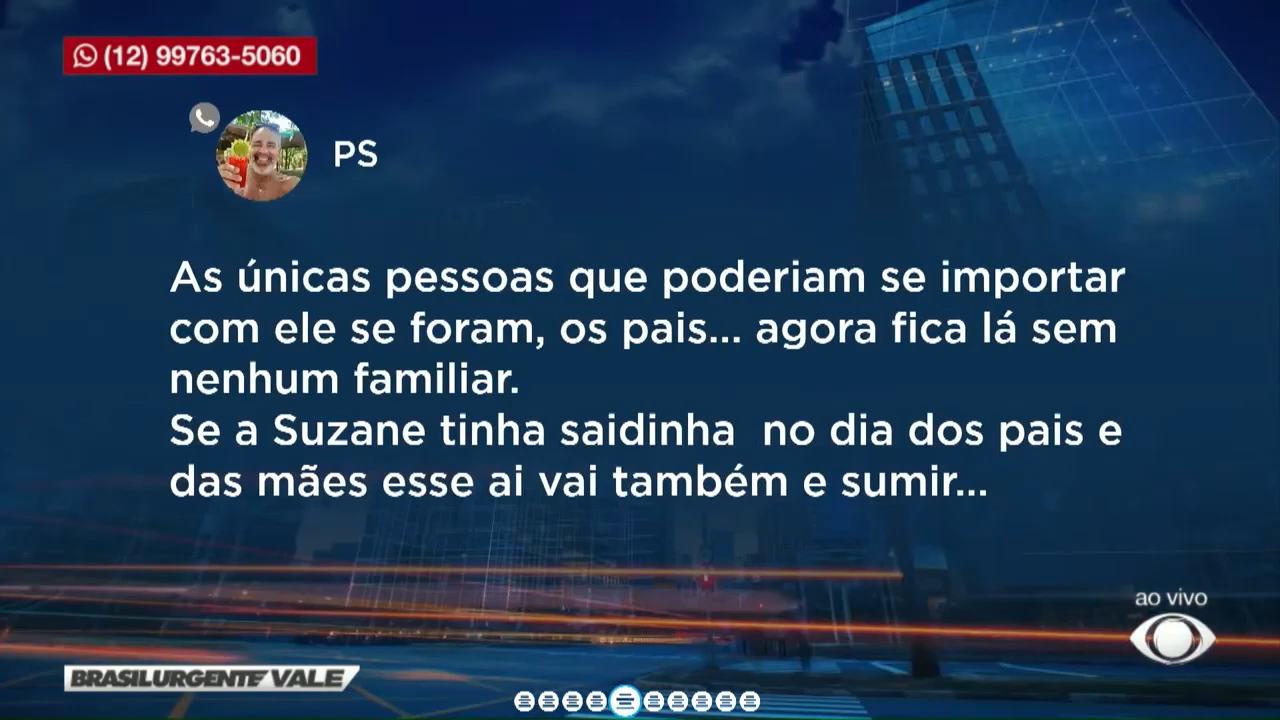 (12) 99763-5060
PS
As únicas pessoas que poderiam se importar
com ele se foram, os pais... agora fica lá sem
nenhum familiar.
Se a Suzane tinha saidinha  no dia dos pais e
das mães esse ai vai também e sumir...
ao vivo
BRASILURGENTE VALE